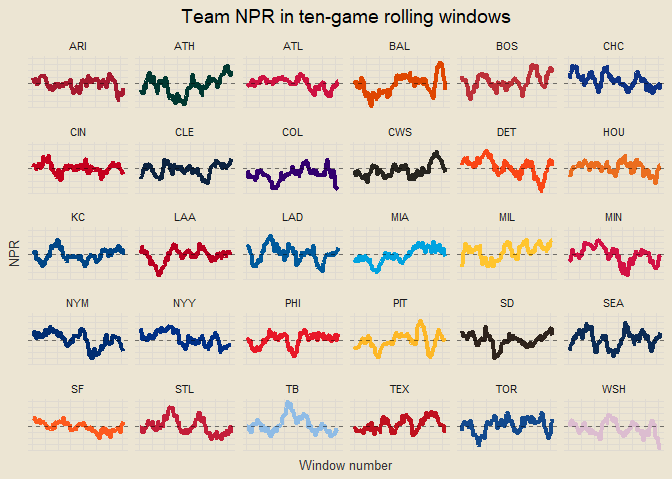 Team NPR in ten-game rolling windows
ARI ATH ATL BAL BOS CHC
CIN CLE COL CWS DET HOU
KC LAA LAD MIA MIL MIN
NPR
NYM NYY PHI PIT SD SEA
SF STL TB TEX TOR WSH
Window number